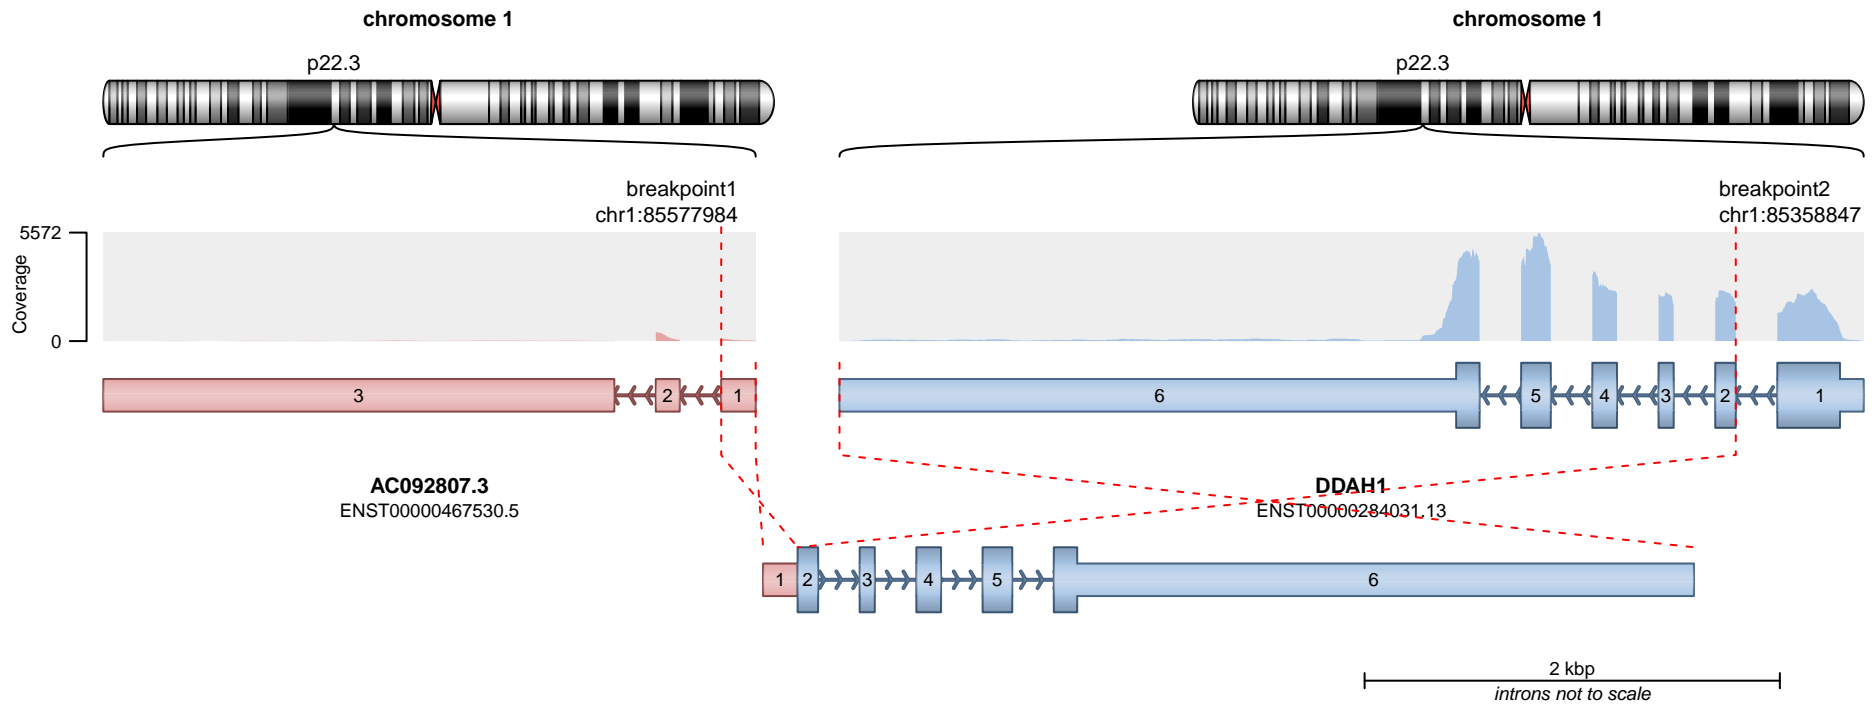 chromosome 1
chromosome 1
p22.3
p22.3
breakpoint1
chr1:85577984
breakpoint2
chr1:85358847
5572
Coverage
0
3
2
1
6
5
4
3
2
1
AC092807.3
ENST00000467530.5
DDAH1
ENST00000284031.13
1
2
3
4
5
6
2 kbp
introns not to scale